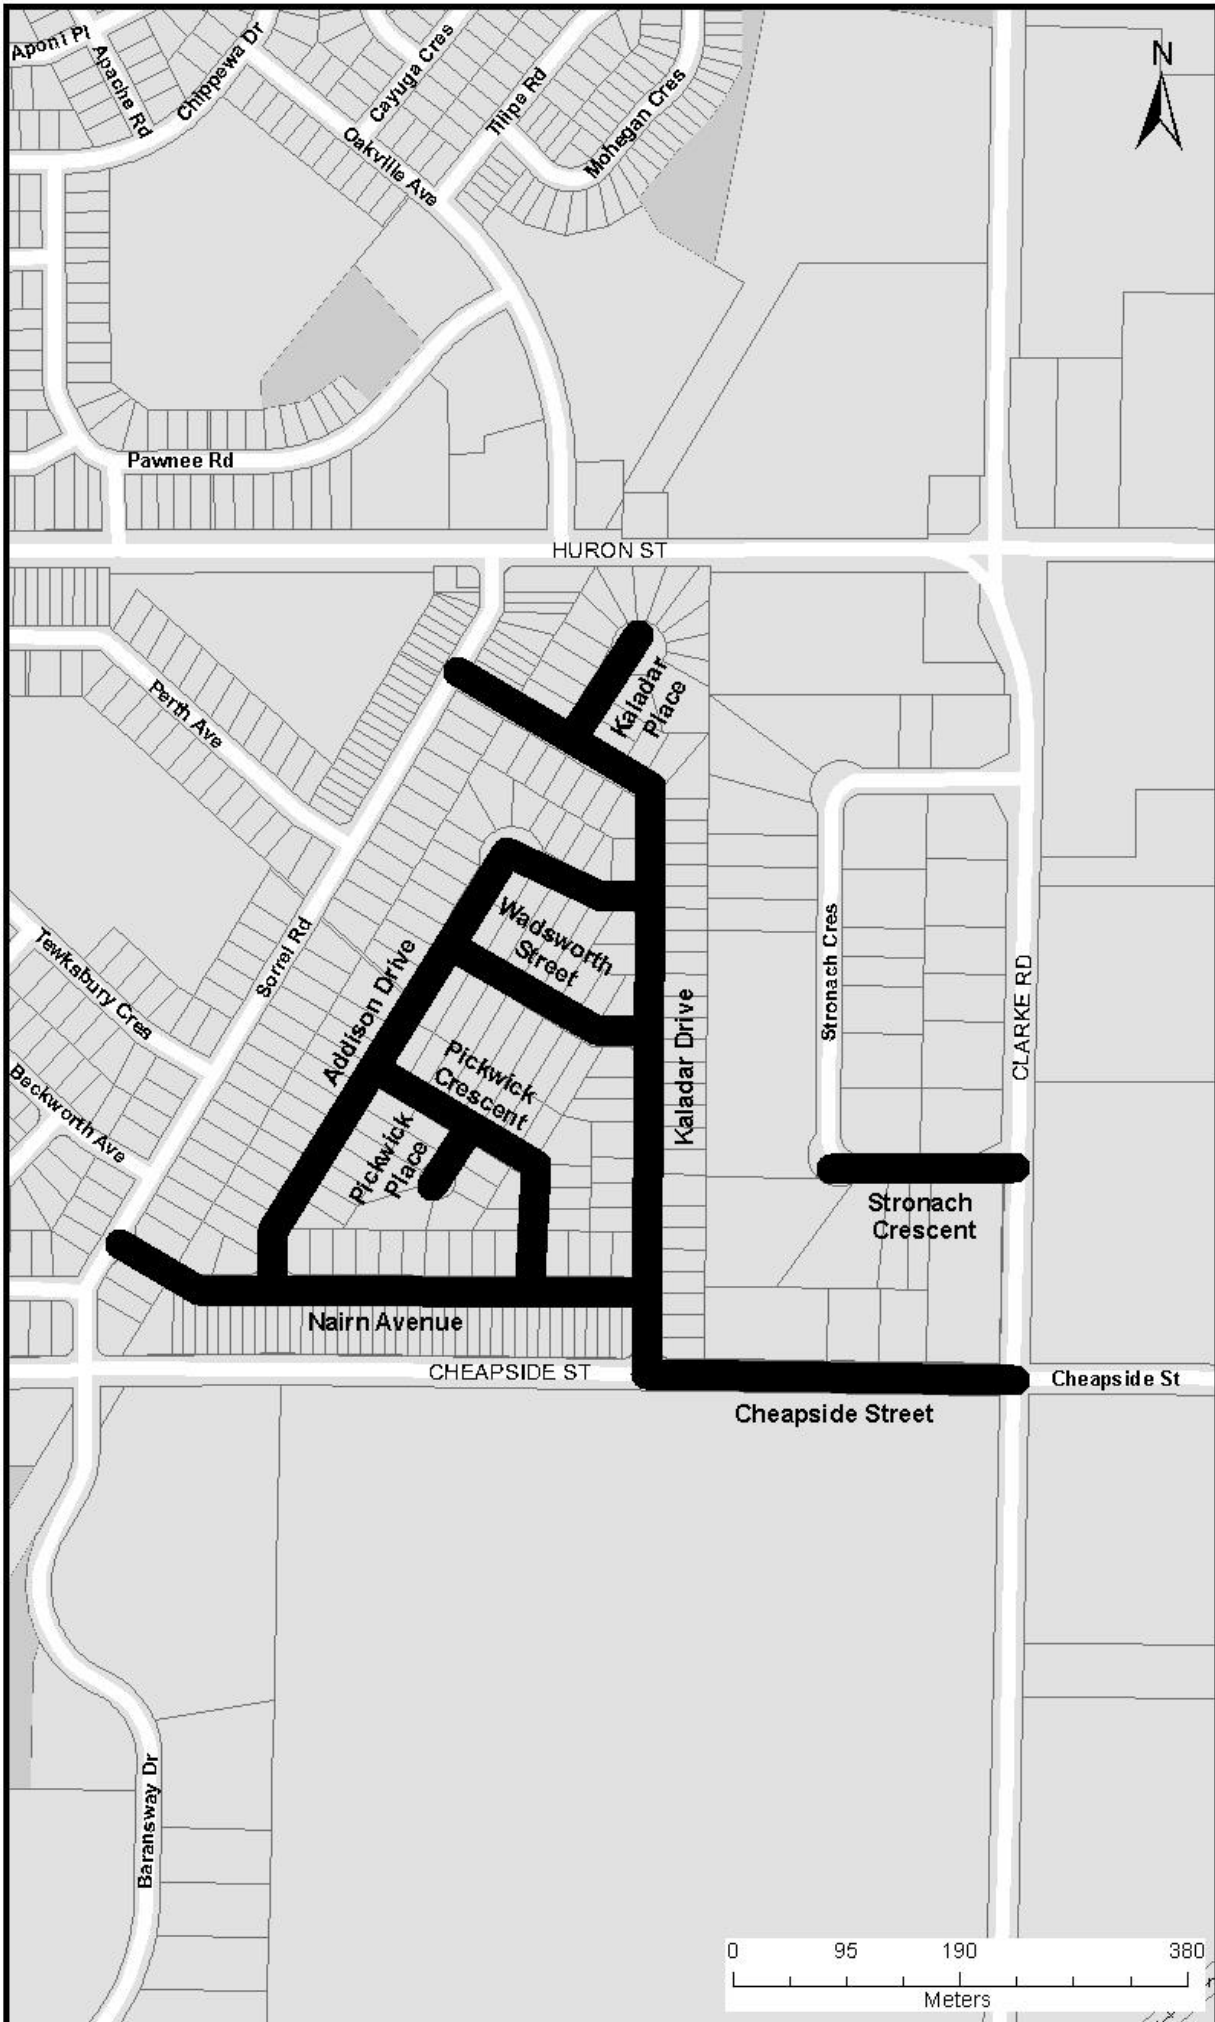 Aponi Pl
Apache Rd
Chippewa Dr
Cayuga Cres
Oakville Ave
Tilipe Rd
Mohegan Cres
N
Pawnee Rd
HURON ST
Perth Ave
Kaladar
Place
Wadsworth
Street
Sorrel Rd
Addison Drive
Tewksbury Cres
Beckworth Ave
Pickwick
Crescent
Pickwick
Place
Kaladar Drive
Stronach Cres
CLARKE RD
Stronach
Crescent
Nairn Avenue
CHEAPSIDE ST
Cheapside St
Cheapside Street
Baransway Dr
0 95 190 380
Meters